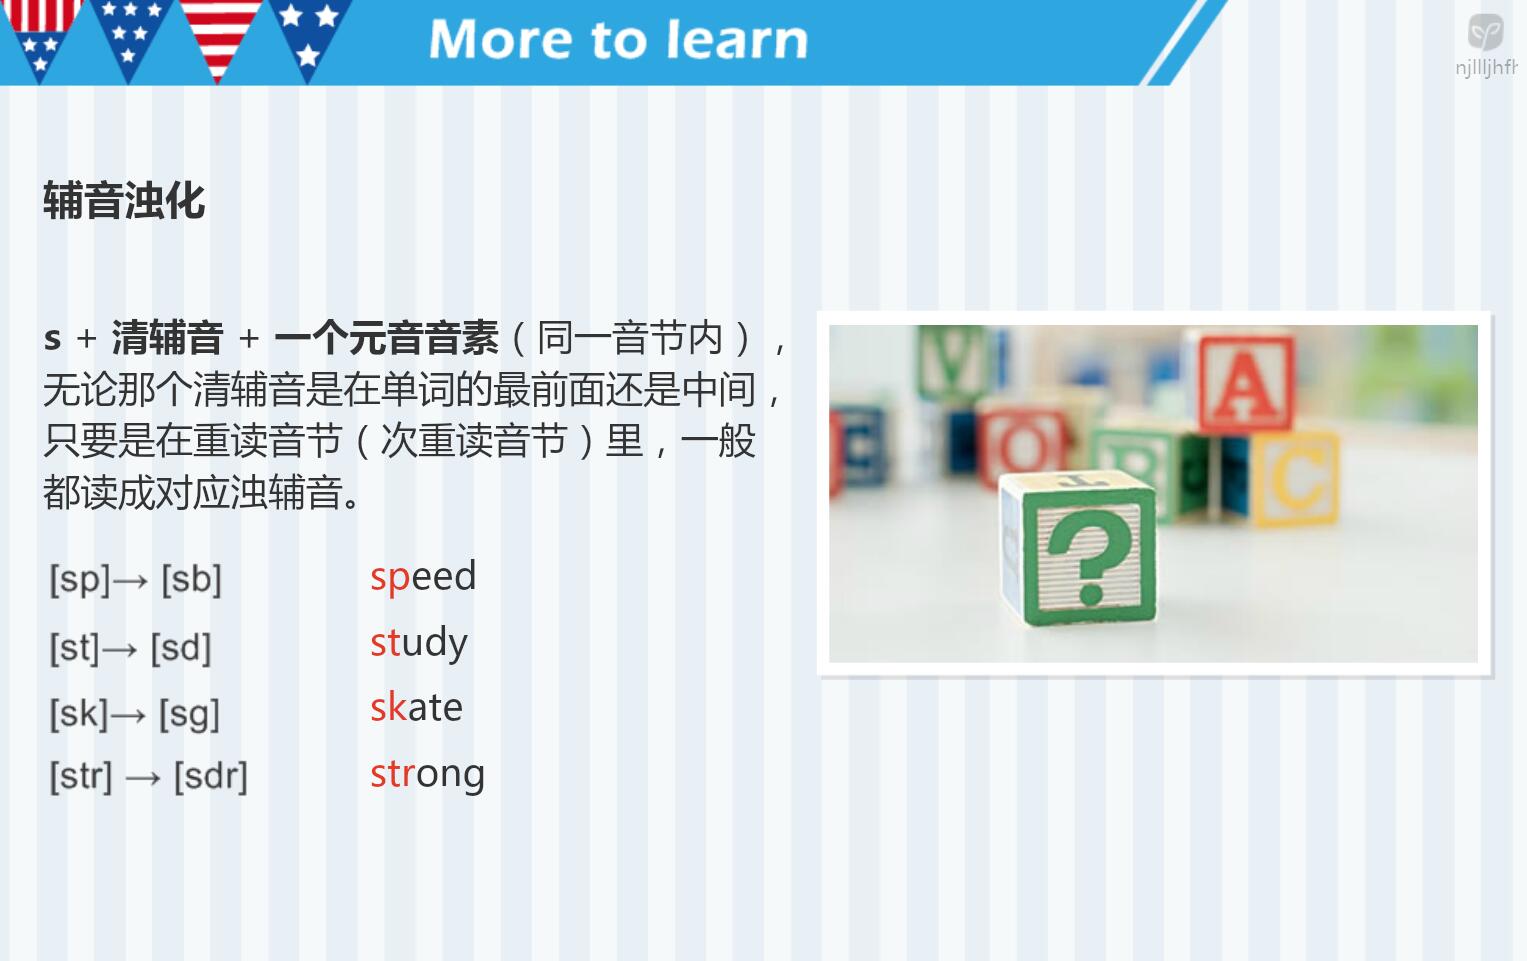 More to learn
njllljhfh
辅音浊化
s + 清辅音 + 一个元音音素（同一音节内），
无论那个清辅音是在单词的最前面还是中间，
只要是在重读音节（次重读音节）里，一般
都读成对应浊辅音。
[sp]→ [sb] speed
[st]→ [sd] study
[sk]→ [sg] skate
[str] → [sdr] strong
V
A
E
O
B
C
T
?